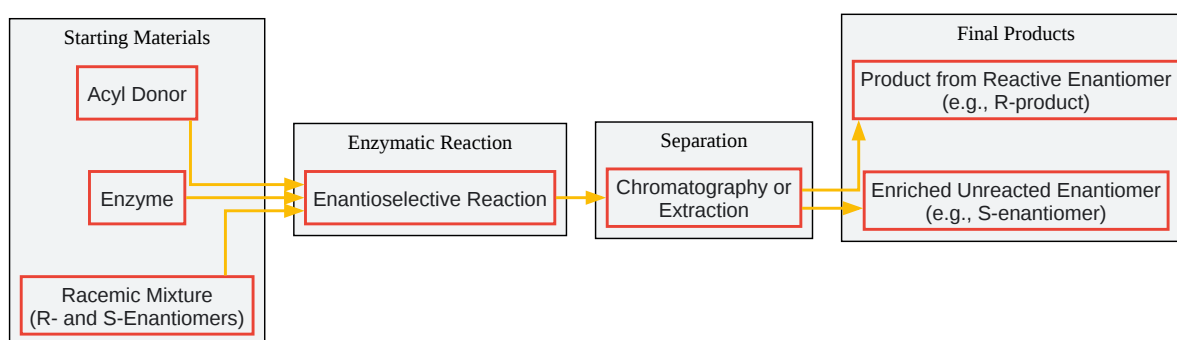 Starting Materials
Acyl Donor
Enzyme
Racemic Mixture
(R- and S-Enantiomers)
Enzymatic Reaction
Enantioselective Reaction
Separation
Chromatography or
Extraction
Final Products
Product from Reactive Enantiomer
(e.g., R-product)
Enriched Unreacted Enantiomer
(e.g., S-enantiomer)